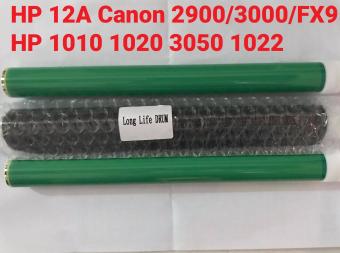 HP 12A Canon 2900/3000/FX9
HP 1010 1020 3050 1022
Long Life DRUM